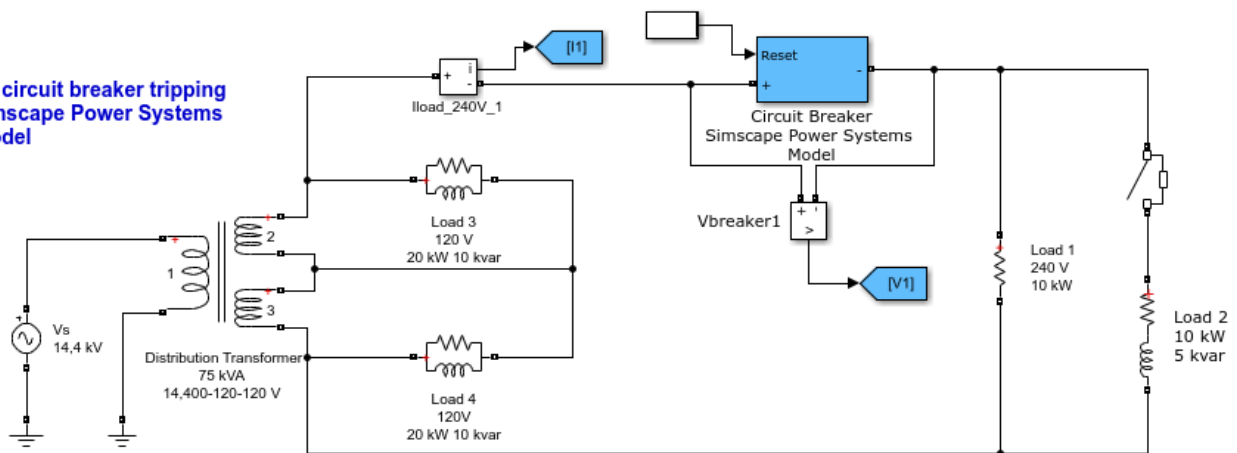 circuit breaker tripping
Power Systems
[I1]
i
+
-
Iload_240V_1
Reset
+
-
Circuit Breaker
Simscape Power Systems
Model
Load 3
120 V
20 kW 10 kvar
Vbreaker1
+ -
[V1]
Load 1
240 V
10 kW
Load 2
10 kW
5 kvar
1
2
3
Vs
14,4 kV
Distribution Transformer
75 kVA
14,400-120-120 V
Load 4
120V
20 kW 10 kvar